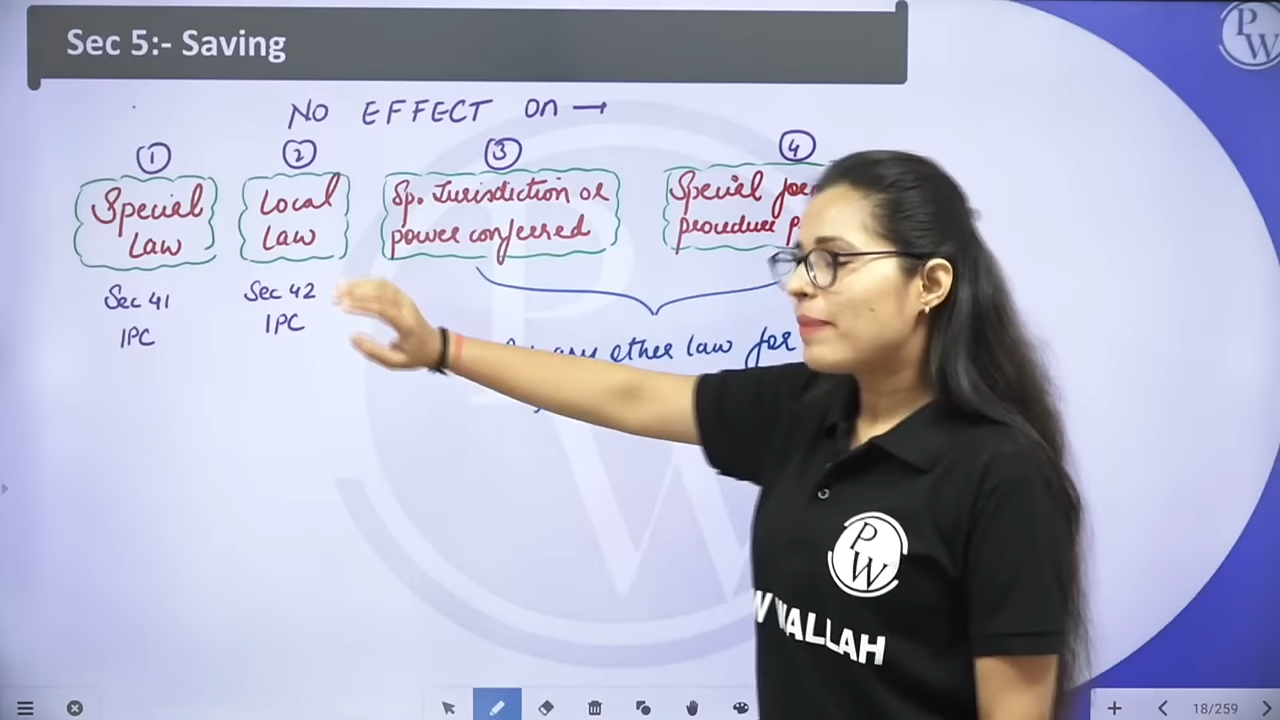 Sec 5:- Saving
PW
NO EFFECT on →
1
2
3
4
Special
Law
Local
Law
Sp. Jurisdiction or
power conferred
Special
procedure
Sec 41
IPC
Sec 42
IPC
any other law for
PW
WALLAH
18/259